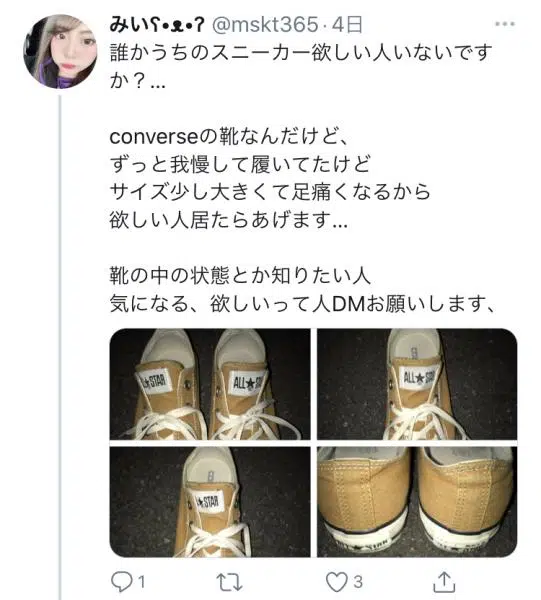 みいʕ•ᴥ•ʔ @mskt365·4日
誰かうちのスニーカー欲しい人いないです
か？...
converseの靴なんだけど、
ずっと我慢して履いてたけど
サイズ少し大きくて足痛くなるから
欲しい人居たらあげます...
靴の中の状態とか知りたい人
気になる、欲しいって人DMお願いします、
ALL★STAR
ALL★STAR
ALL★STAR
ALL★STAR
ALL★STAR
1
3